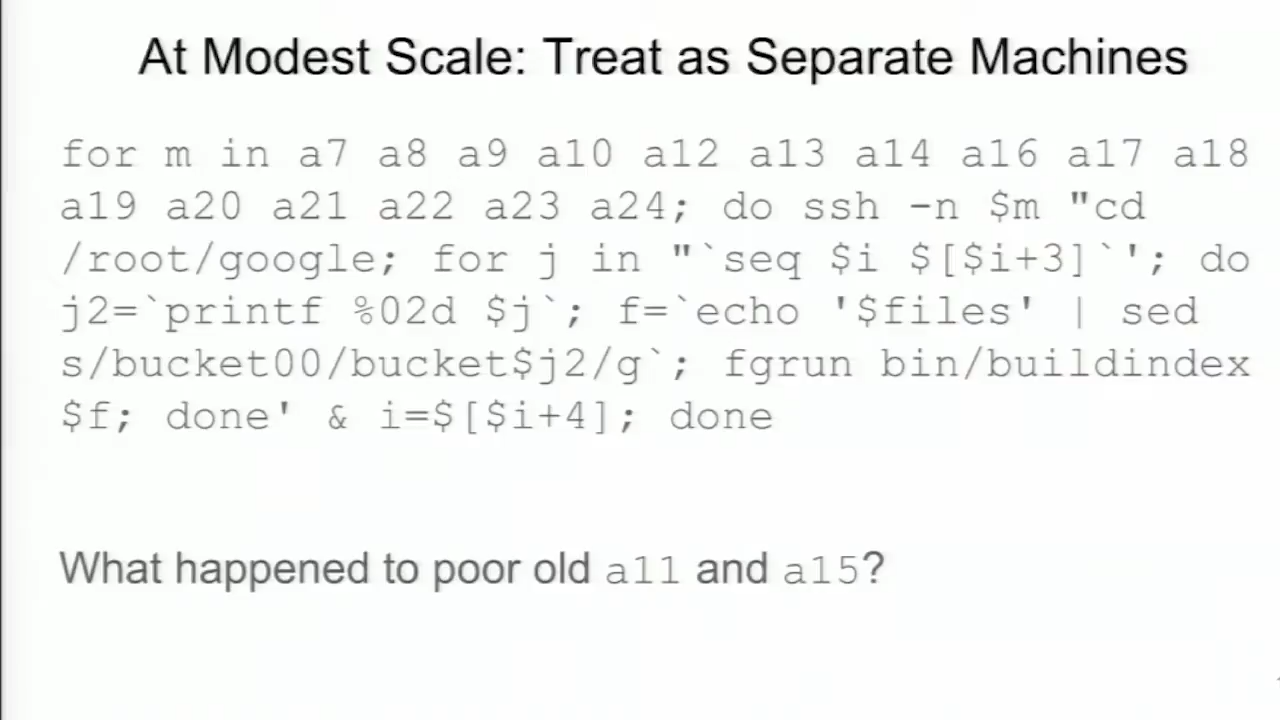 At Modest Scale: Treat as Separate Machines
for m in a7 a8 a9 a10 a12 a13 a14 a16 a17 a18
a19 a20 a21 a22 a23 a24; do ssh -n $m "cd
/root/google; for j in "`seq $i $[$i+3]`'; do
j2=`printf %02d $j`; f=`echo '$files' | sed
s/bucket00/bucket$j2/g`; fgrun bin/buildindex
$f; done' & i=$[$i+4]; done
What happened to poor old a11 and a15?